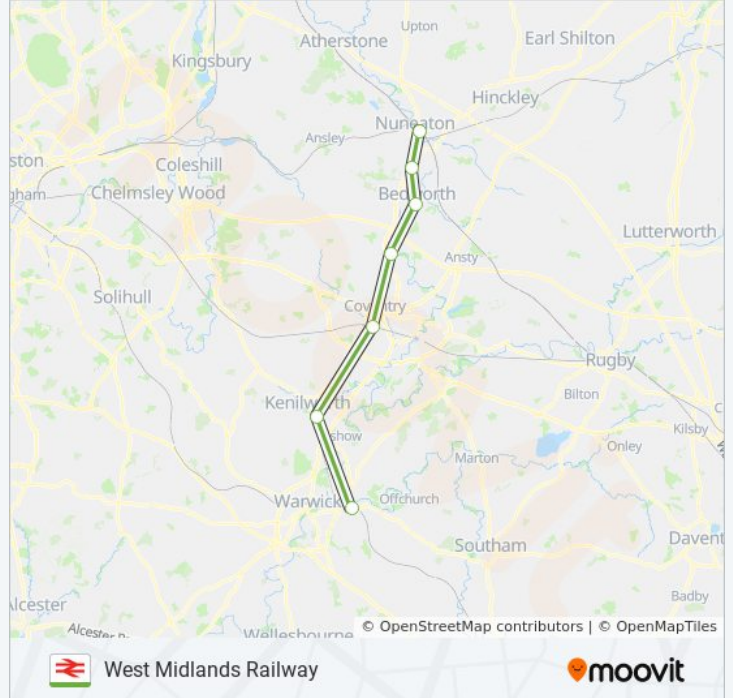 Upton
Atherstone
Earl Shilton
Kingsbury
Hinckley
Nuneaton
Ansley
ston
Coleshill
gham
Chelmsley Wood
Bedworth
Lutterworth
Ansty
Solihull
Coventry
Rugby
Bilton
Kenilworth
Kilsby
C
show
Onley
Marton
Warwick
Offchurch
Southam
Davent
Badby
Alcester
Alcester R
Wellesbourne
© OpenStreetMap contributors | © OpenMapTiles
West Midlands Railway
moovit